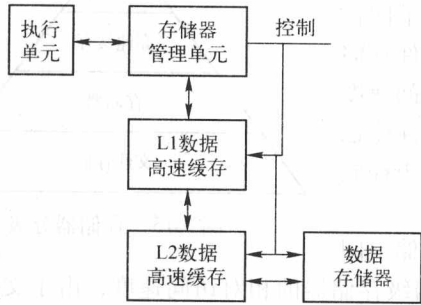 执行
单元
存储器
管理单元
控制
L1数据
高速缓存
L2数据
高速缓存
数据
存储器